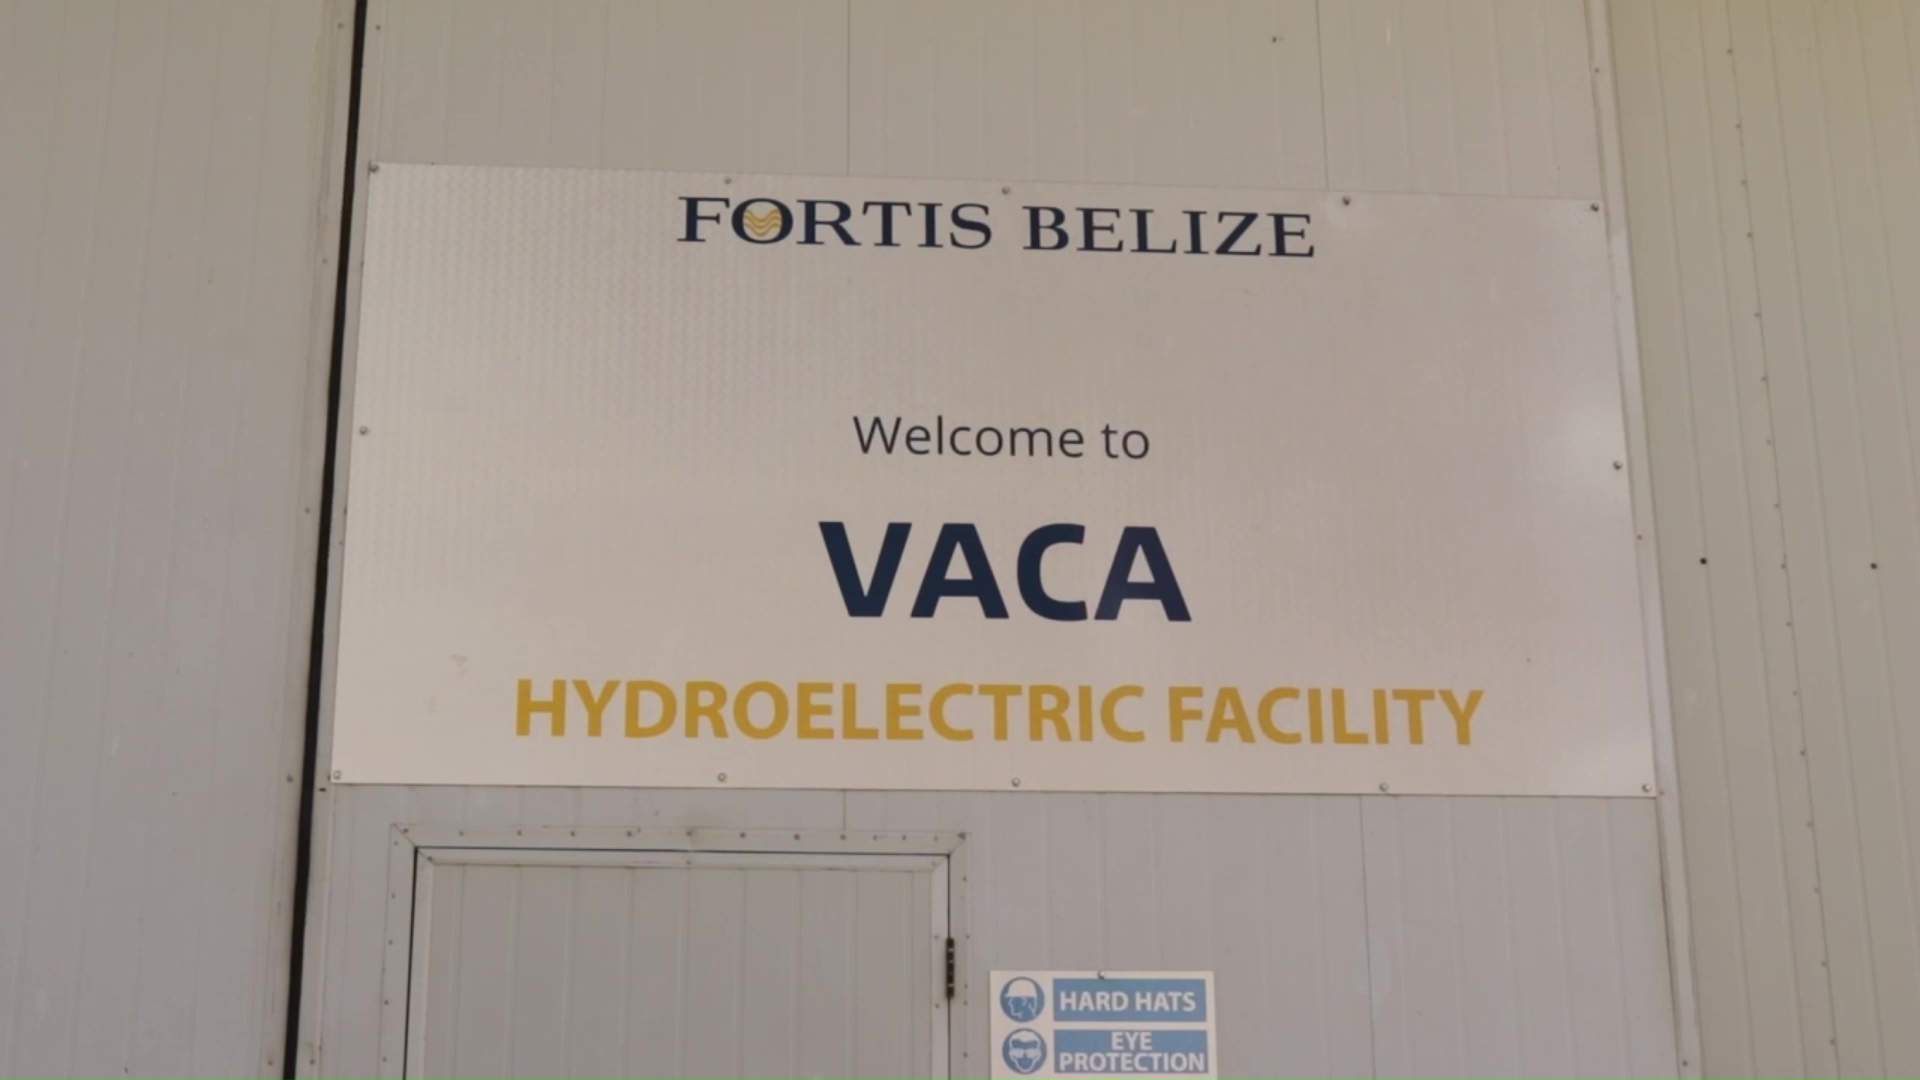 FORTIS BELIZE
Welcome to
VACA
HYDROELECTRIC FACILITY
HARD HATS
EYE
PROTECTION